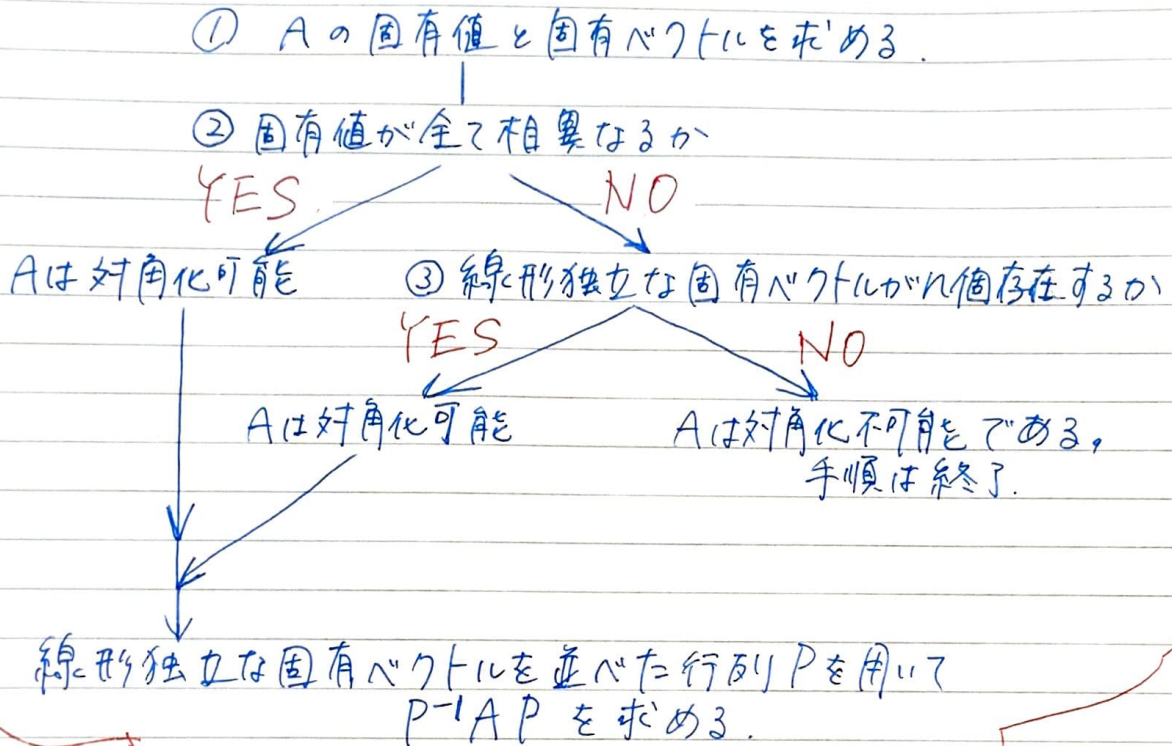 ① Aの固有値と固有ベクトルを求める.
② 固有値が全て相異なるか
YES
NO
Aは対角化可能
③ 線形独立な固有ベクトルがn個存在するか
YES
NO
Aは対角化可能
Aは対角化不可能である。
手順は終了.
線形独立な固有ベクトルを並べた行列Pを用いて
P⁻¹AP を求める.